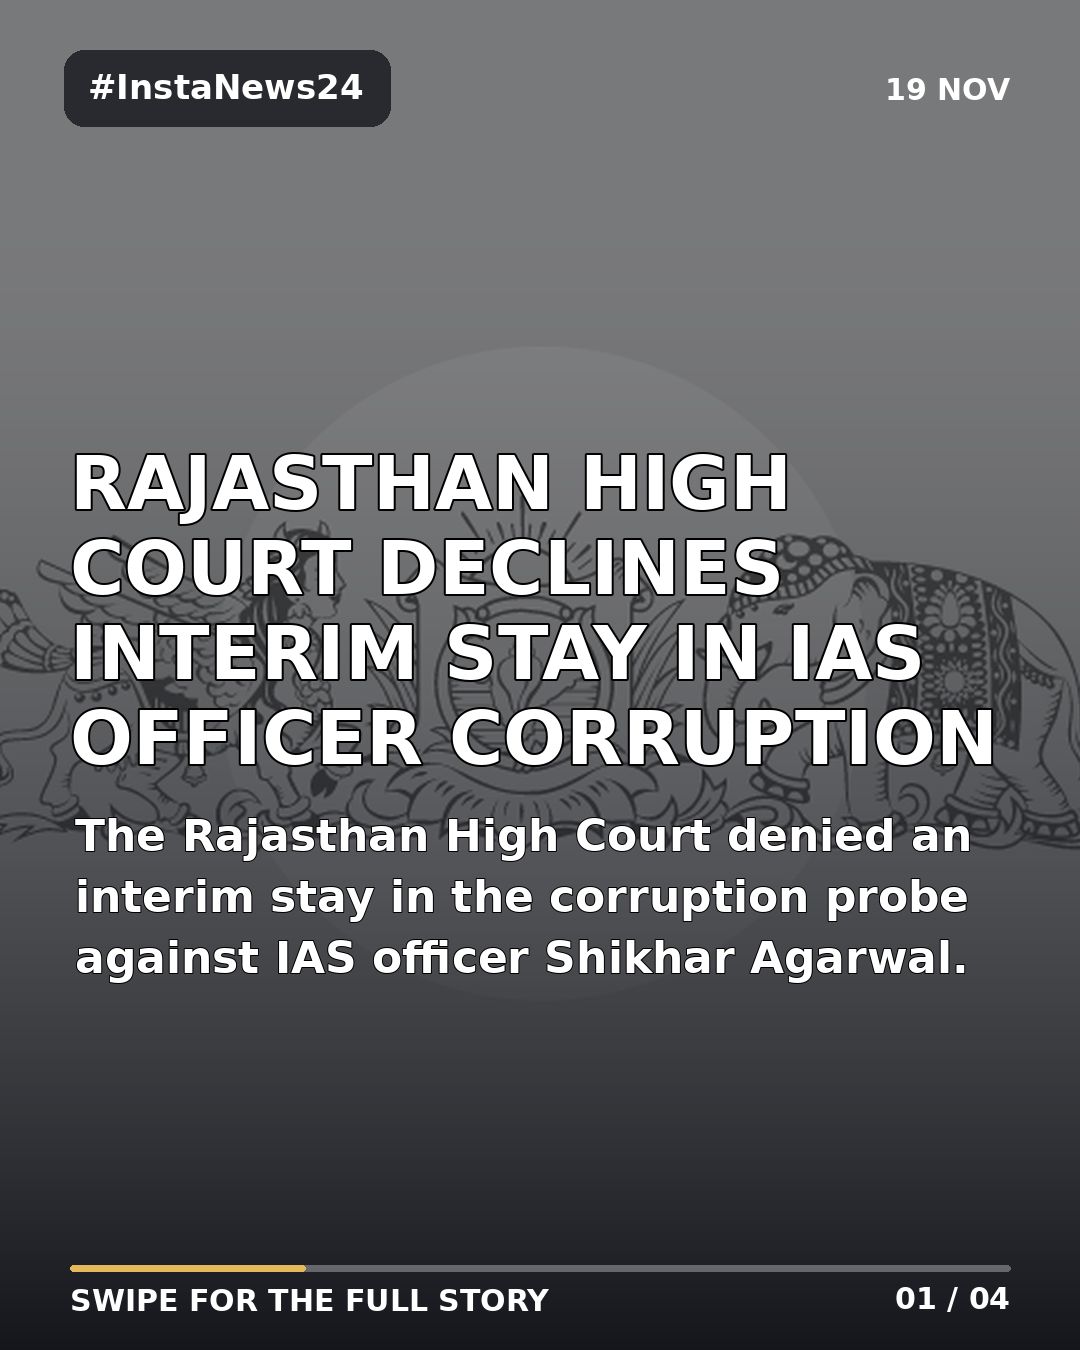 #InstaNews24
19 NOV
RAJASTHAN HIGH
COURT DECLINES
INTERIM STAY IN IAS
OFFICER CORRUPTION
The Rajasthan High Court denied an
interim stay in the corruption probe
against IAS officer Shikhar Agarwal.
SWIPE FOR THE FULL STORY
01 / 04